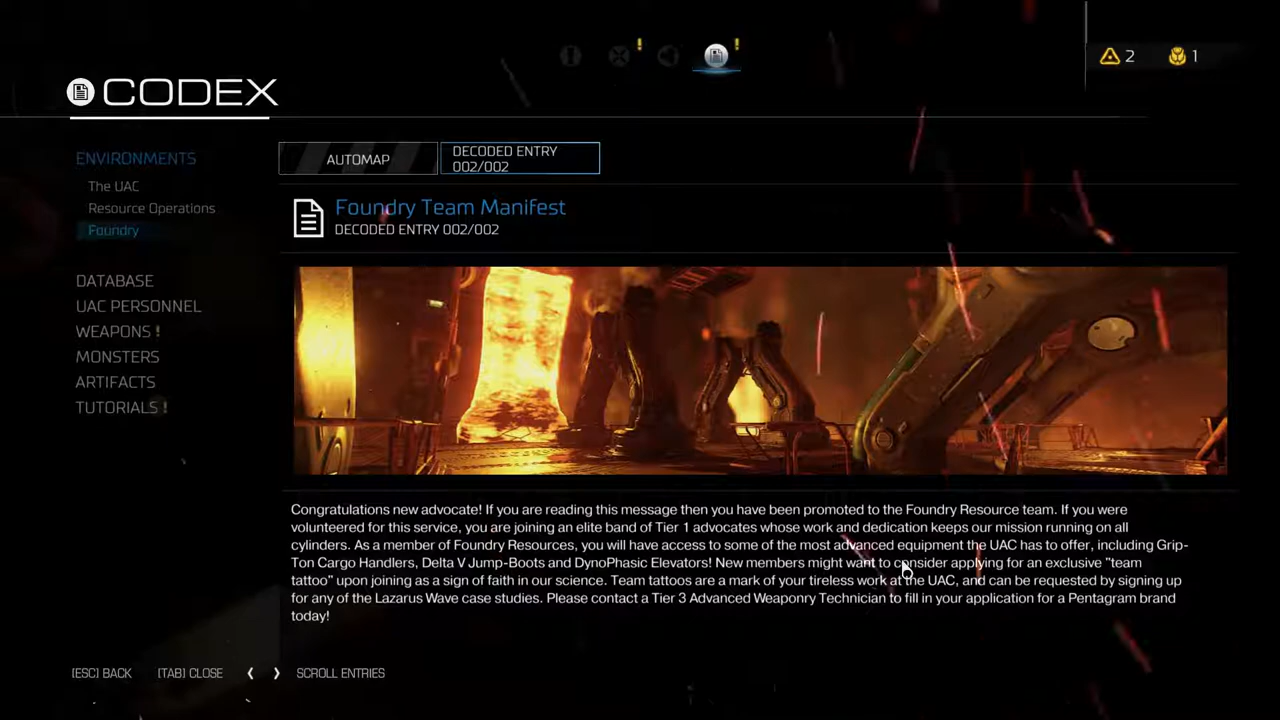 2
1
CODEX
ENVIRONMENTS
The UAC
Resource Operations
Foundry
DATABASE
UAC PERSONNEL
WEAPONS !
MONSTERS
ARTIFACTS
TUTORIALS !
AUTOMAP
DECODED ENTRY
002/002
Foundry Team Manifest
DECODED ENTRY 002/002
Congratulations new advocate! If you are reading this message then you have been promoted to the Foundry Resource team. If you were
volunteered for this service, you are joining an elite band of Tier 1 advocates whose work and dedication keeps our mission running on all
cylinders. As a member of Foundry Resources, you will have access to some of the most advanced equipment the UAC has to offer, including Grip-
Ton Cargo Handlers, Delta V Jump-Boots and DynoPhasic Elevators! New members might want to consider applying for an exclusive "team
tattoo" upon joining as a sign of faith in our science. Team tattoos are a mark of your tireless work at the UAC, and can be requested by signing up
for any of the Lazarus Wave case studies. Please contact a Tier 3 Advanced Weaponry Technician to fill in your application for a Pentagram brand
today!
[ESC] BACK [TAB] CLOSE < > SCROLL ENTRIES